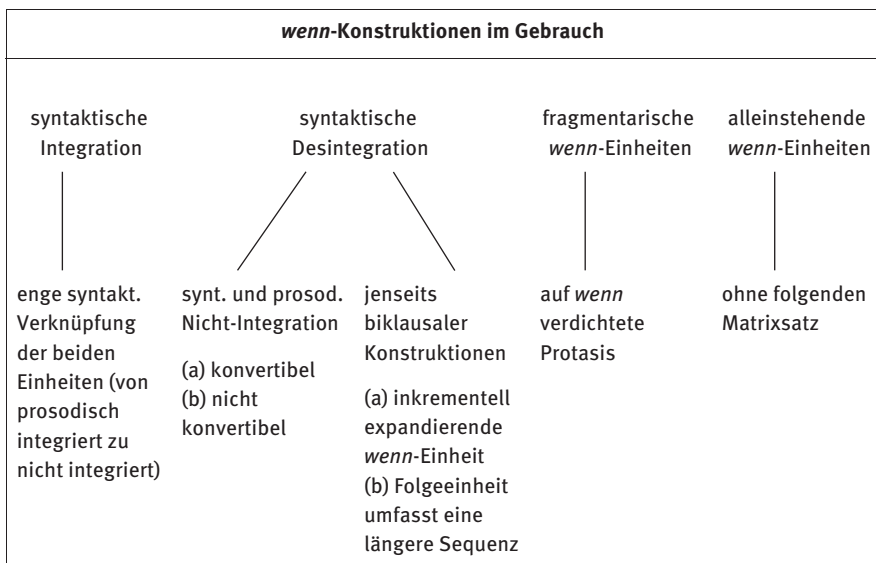 wenn-Konstruktionen im Gebrauch
syntaktische
Integration
syntaktische
Desintegration
fragmentarische
wenn-Einheiten
alleinstehende
wenn-Einheiten
enge syntakt.
Verknüpfung
der beiden
Einheiten (von
prosodisch
integriert zu
nicht integriert)
synt. und prosod.
Nicht-Integration
(a) konvertibel
(b) nicht
konvertibel
jenseits
biklausaler
Konstruktionen
(a) inkrementell
expandierende
wenn-Einheit
(b) Folgeeinheit
umfasst eine
längere Sequenz
auf wenn
verdichtete
Protasis
ohne folgenden
Matrixsatz